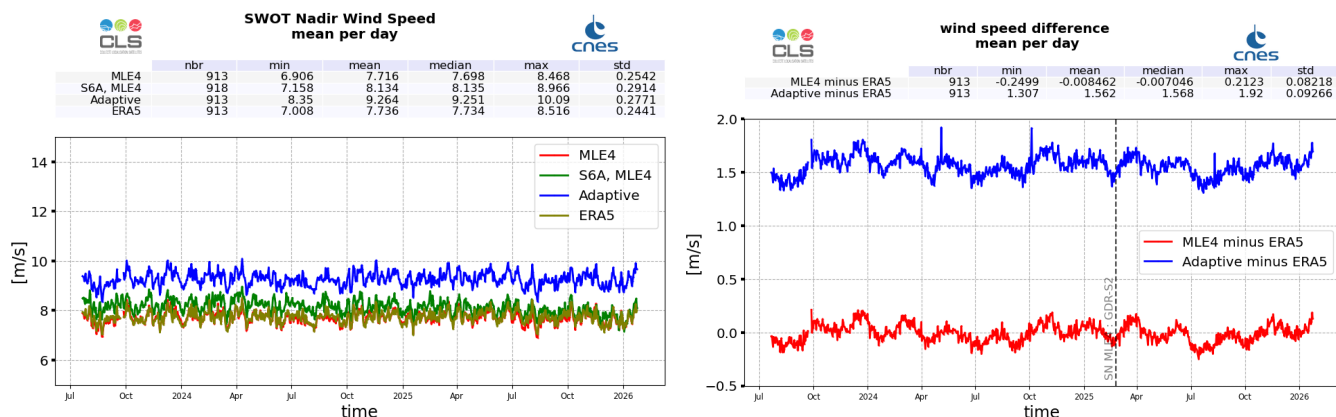 SWOT Nadir Wind Speed
mean per day
CLS
cnes
nbr min mean median max std
MLE4 913 6.906 7.716 7.698 8.468 0.2542
S6A, MLE4 918 7.158 8.134 8.135 8.966 0.2914
Adaptive 913 8.35 9.264 9.251 10.09 0.2771
ERA5 913 7.008 7.736 7.734 8.516 0.2441
14
12
10
8
6
[m/s]
MLE4
S6A, MLE4
Adaptive
ERA5
Jul Oct 2024 Apr Jul Oct 2025 Apr Jul Oct 2026
time
wind speed difference
mean per day
CLS
cnes
nbr min mean median max std
MLE4 minus ERA5 913 -0.2499 -0.008462 -0.007046 0.2123 0.08218
Adaptive minus ERA5 913 1.307 1.562 1.568 1.92 0.09266
2.0
1.5
1.0
0.5
0.0
−0.5
[m/s]
MLE4 minus ERA5
Adaptive minus ERA5
GDR-S2
Jul Oct 2024 Apr Jul Oct 2025 Apr Jul Oct 2026
time